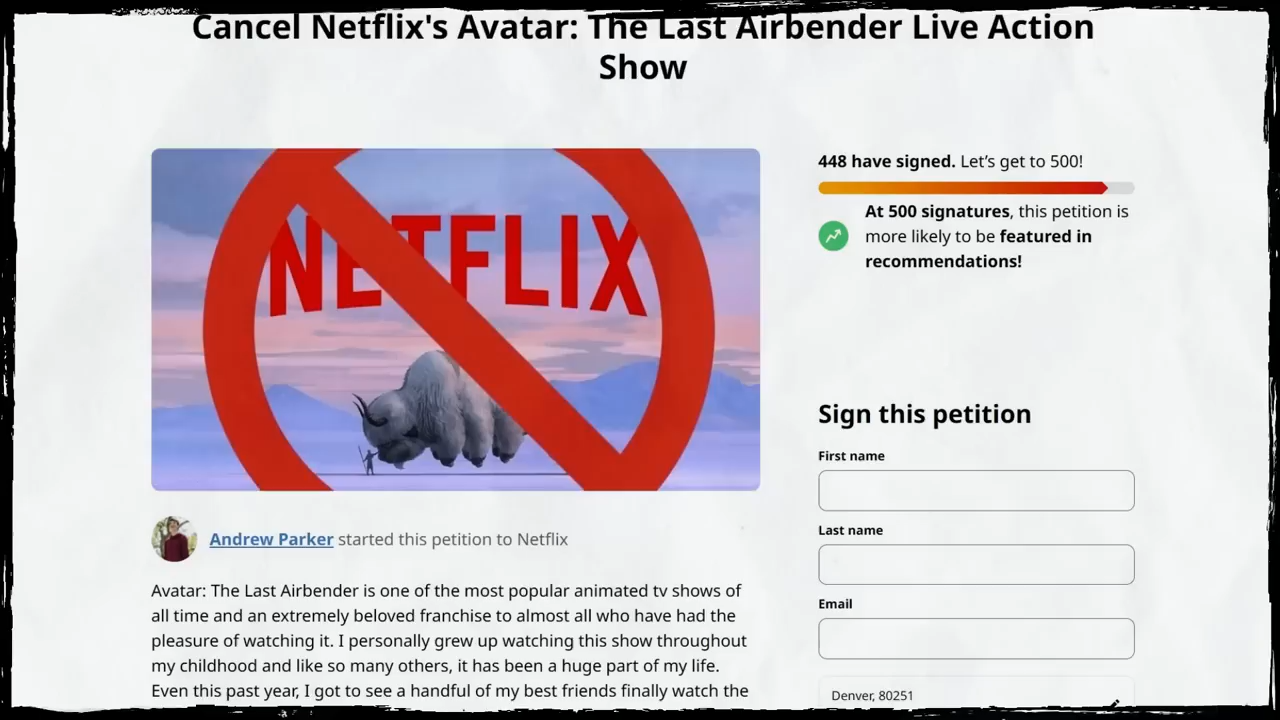 Cancel Netflix's Avatar: The Last Airbender Live Action
Show
NETFLIX
Andrew Parker started this petition to Netflix
Avatar: The Last Airbender is one of the most popular animated tv shows of
all time and an extremely beloved franchise to almost all who have had the
pleasure of watching it. I personally grew up watching this show throughout
my childhood and like so many others, it has been a huge part of my life.
Even this past year, I got to see a handful of my best friends finally watch the
448 have signed. Let’s get to 500!
At 500 signatures, this petition is
more likely to be featured in
recommendations!
Sign this petition
First name
Last name
Email
Denver, 80251